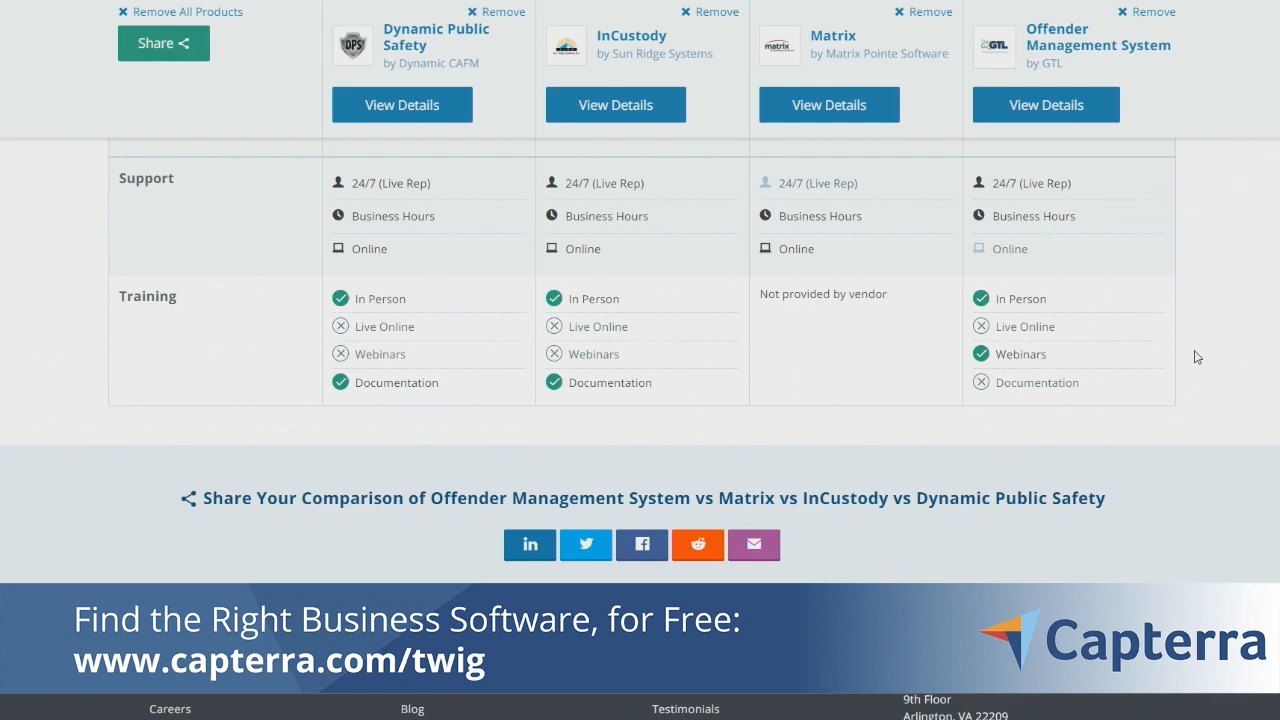 Remove All Products
Share
Remove
DPS
Dynamic Public
Safety
by Dynamic CAFM
View Details
Remove
InCustody
by Sun Ridge Systems
View Details
Remove
matrix
Matrix
by Matrix Pointe Software
View Details
Remove
GTL
Offender
Management System
by GTL
View Details
Support
24/7 (Live Rep)
Business Hours
Online
24/7 (Live Rep)
Business Hours
Online
24/7 (Live Rep)
Business Hours
Online
24/7 (Live Rep)
Business Hours
Online
Training
In Person
Live Online
Webinars
Documentation
In Person
Live Online
Webinars
Documentation
Not provided by vendor
In Person
Live Online
Webinars
Documentation
Share Your Comparison of Offender Management System vs Matrix vs InCustody vs Dynamic Public Safety
in
Find the Right Business Software, for Free:
www.capterra.com/twig
Capterra
Careers
Blog
Testimonials
9th Floor
Arlington, VA 22209